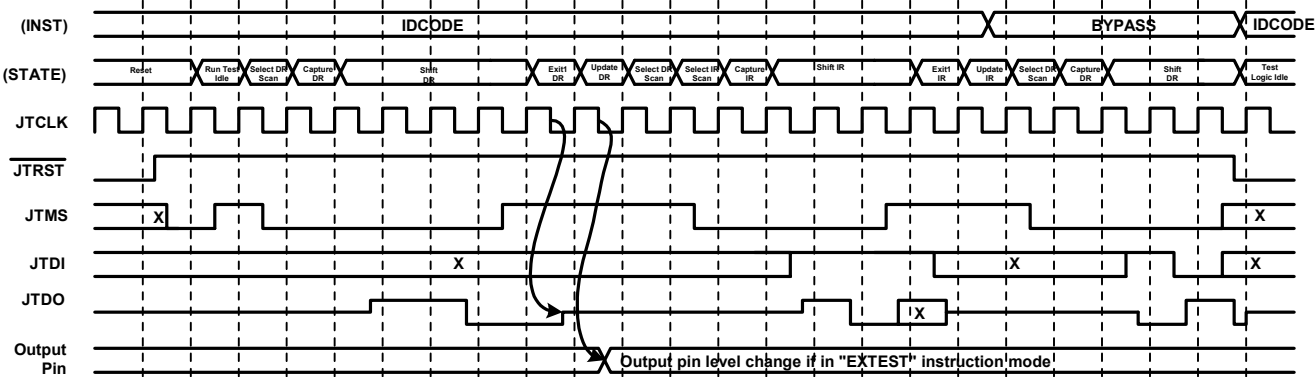 (INST) IDCODE BYPASS IDCODE
(STATE) Reset Run Test Idle Select DR Scan Capture DR Shift DR Exit1 DR Update DR Select DR Scan Select IR Scan Capture IR Shift IR Exit1 IR Update IR Select DR Scan Capture DR Shift DR Test Logic Idle
JTCLK
JTRST
JTMS X X
JTDI X X X
JTDO X
Output Pin Output pin level change if in "EXTEST" instruction mode